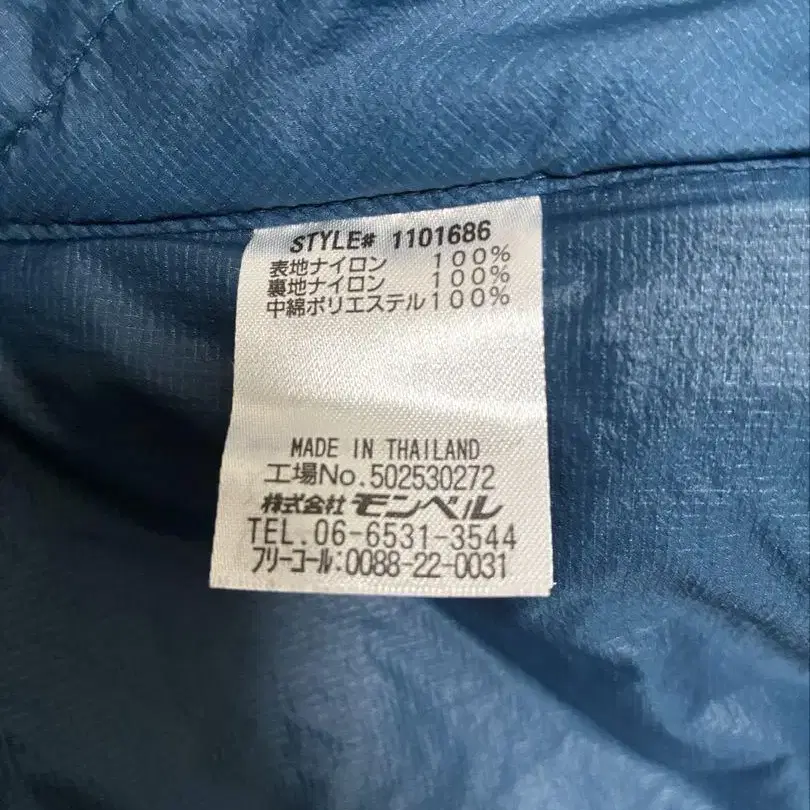 STYLE# 1101686
表地ナイロン 100%
裏地ナイロン 100%
中綿ポリエステル100%
MADE IN THAILAND
工場No.502530272
株式会社 モンベル
TEL.06-6531-3544
フリーコール:0088-22-0031